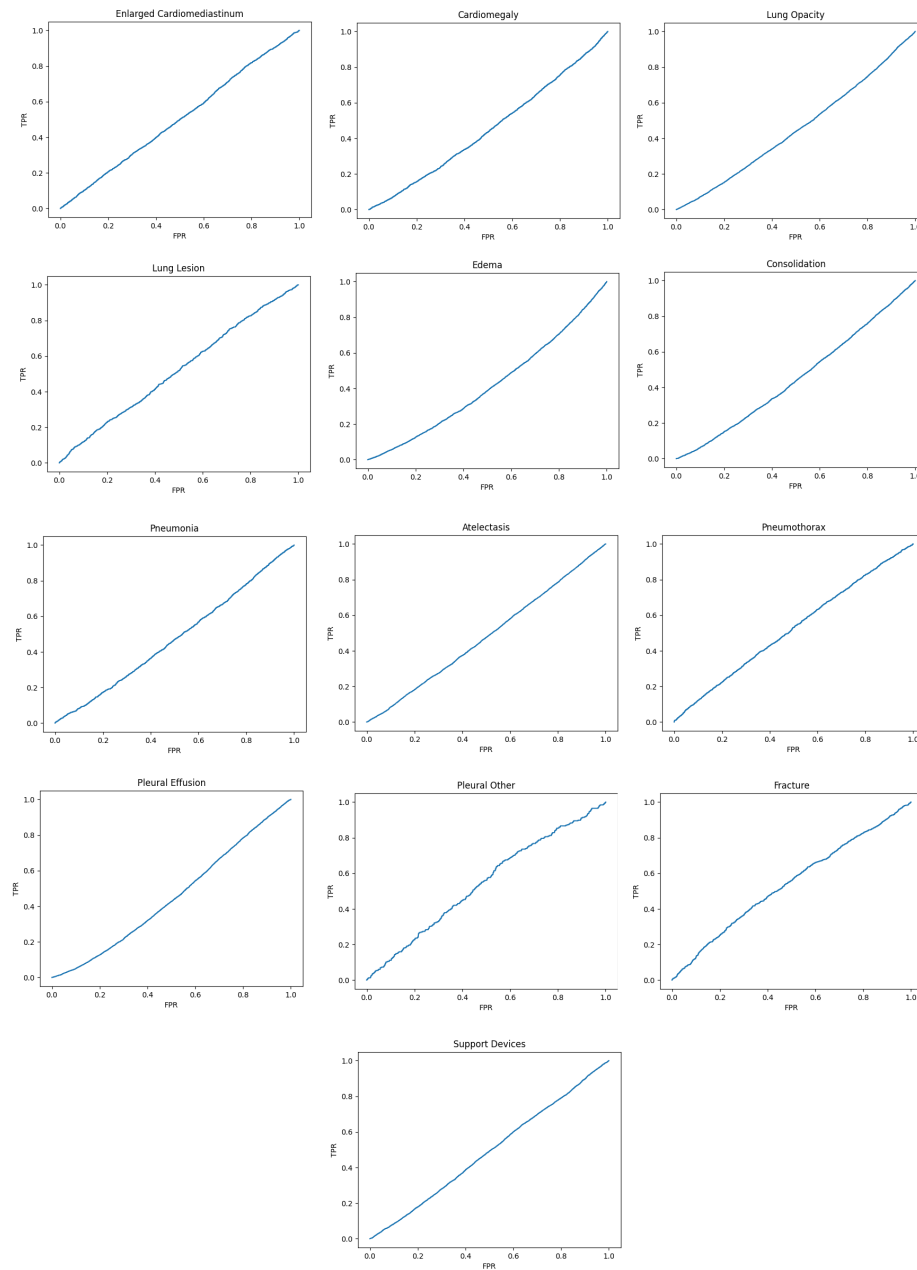 Enlarged Cardiomediastinum
1.0
0.8
0.6
0.4
0.2
0.0
TPR
0.0 0.2 0.4 0.6 0.8 1.0
FPR
Cardiomegaly
1.0
0.8
0.6
0.4
0.2
0.0
TPR
0.0 0.2 0.4 0.6 0.8 1.0
FPR
Lung Opacity
1.0
0.8
0.6
0.4
0.2
0.0
TPR
0.0 0.2 0.4 0.6 0.8 1.0
FPR
Lung Lesion
1.0
0.8
0.6
0.4
0.2
0.0
TPR
0.0 0.2 0.4 0.6 0.8 1.0
FPR
Edema
1.0
0.8
0.6
0.4
0.2
0.0
TPR
0.0 0.2 0.4 0.6 0.8 1.0
FPR
Consolidation
1.0
0.8
0.6
0.4
0.2
0.0
TPR
0.0 0.2 0.4 0.6 0.8 1.0
FPR
Pneumonia
1.0
0.8
0.6
0.4
0.2
0.0
TPR
0.0 0.2 0.4 0.6 0.8 1.0
FPR
Atelectasis
1.0
0.8
0.6
0.4
0.2
0.0
TPR
0.0 0.2 0.4 0.6 0.8 1.0
FPR
Pneumothorax
1.0
0.8
0.6
0.4
0.2
0.0
TPR
0.0 0.2 0.4 0.6 0.8 1.0
FPR
Pleural Effusion
1.0
0.8
0.6
0.4
0.2
0.0
TPR
0.0 0.2 0.4 0.6 0.8 1.0
FPR
Pleural Other
1.0
0.8
0.6
0.4
0.2
0.0
TPR
0.0 0.2 0.4 0.6 0.8 1.0
FPR
Fracture
1.0
0.8
0.6
0.4
0.2
0.0
TPR
0.0 0.2 0.4 0.6 0.8 1.0
FPR
Support Devices
1.0
0.8
0.6
0.4
0.2
0.0
TPR
0.0 0.2 0.4 0.6 0.8 1.0
FPR